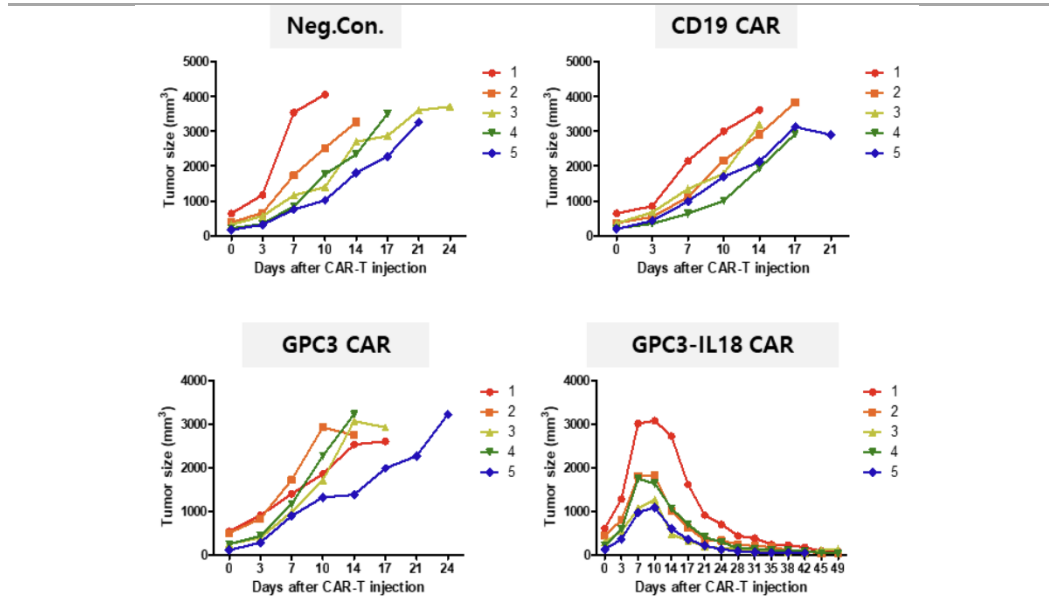 Neg.Con.
5000
4000
3000
2000
1000
0
Tumor size (mm³)
0 3 7 10 14 17 21 24
Days after CAR-T injection
1
2
3
4
5
CD19 CAR
5000
4000
3000
2000
1000
0
Tumor size (mm³)
0 3 7 10 14 17 21
Days after CAR-T injection
1
2
3
4
5
GPC3 CAR
4000
3000
2000
1000
0
Tumor size (mm³)
0 3 7 10 14 17 21 24
Days after CAR-T injection
1
2
3
4
5
GPC3-IL18 CAR
4000
3000
2000
1000
0
Tumor size (mm³)
0 3 7 10 14 17 21 24 28 31 35 38 42 45 49
Days after CAR-T injection
1
2
3
4
5